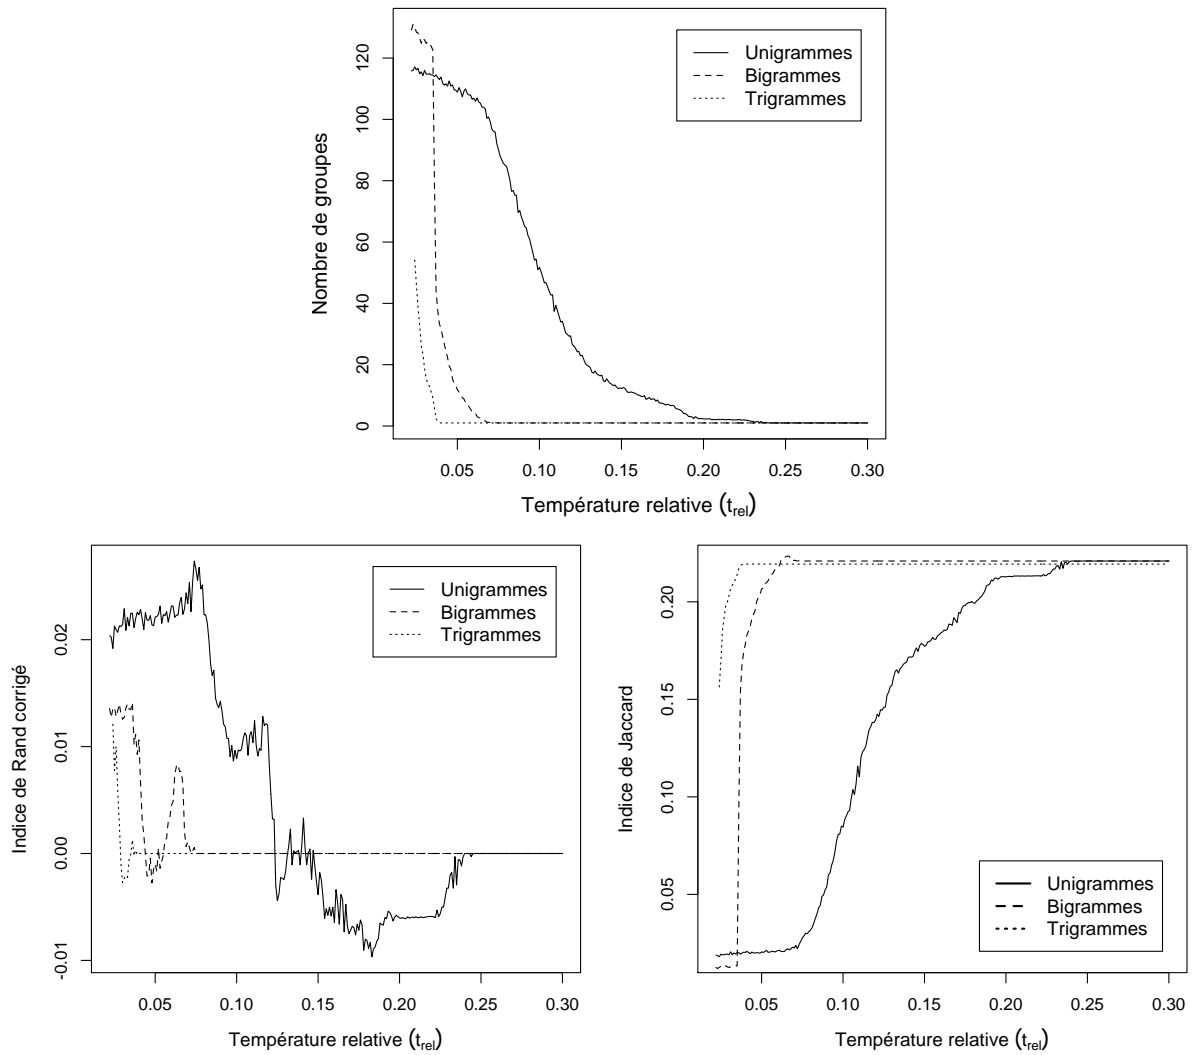 Unigrammes
Bigrammes
Trigrammes
Nombre de groupes
0 20 40 60 80 100 120
0.05 0.10 0.15 0.20 0.25 0.30
Température relative (t_rel)
Unigrammes
Bigrammes
Trigrammes
Indice de Rand corrigé
-0.01 0.00 0.01 0.02
0.05 0.10 0.15 0.20 0.25 0.30
Température relative (t_rel)
Indice de Jaccard
0.05 0.10 0.15 0.20
Unigrammes
Bigrammes
Trigrammes
0.05 0.10 0.15 0.20 0.25 0.30
Température relative (t_rel)